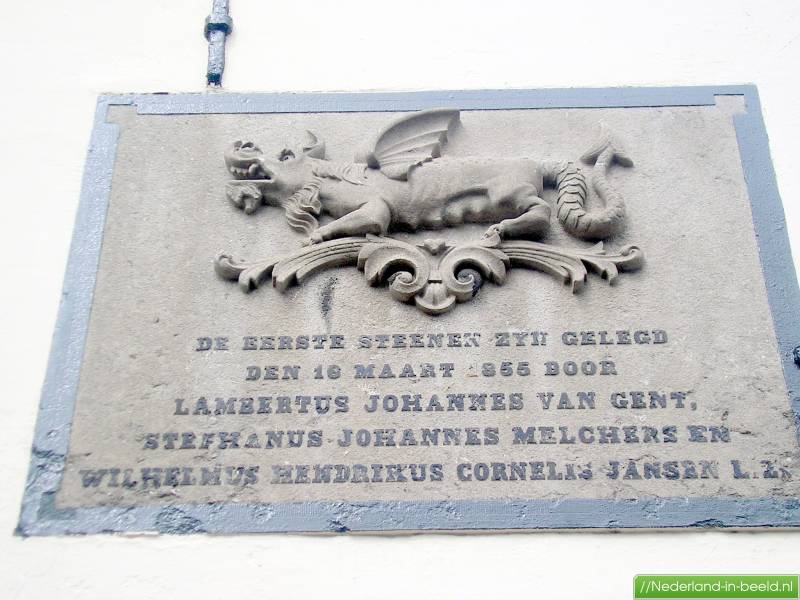 DE EERSTE STEENEN ZYN GELEGD
DEN 16 MAART 1855 DOOR
LAMBERTUS JOHANNES VAN GENT,
STEPHANUS JOHANNES MELCHERS EN
WILHELMUS HENDRIKUS CORNELIS JANSEN L.Z.
//Nederland-in-beeld.nl